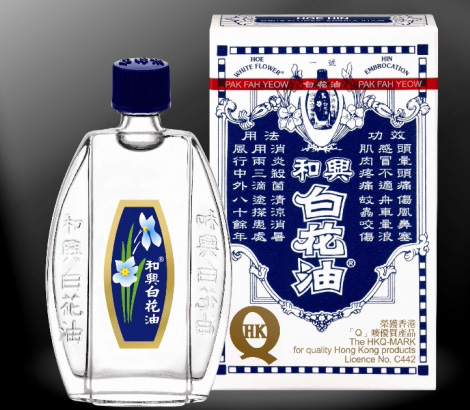 HOE HIN
HOE
WHITE FLOWER®
一號
HIN
EMBROCATION
PAK FAH YEOW
白花油
PAK FAH YEOW
功效
頭暈頭痛傷風鼻塞
感冒不適舟車暈浪
肌肉疼痛蚊蟲咬傷
和興
白花油®
用法
消炎殺菌清涼消暑
用兩三滴塗搽患處
風行中外八十餘年
HK
Q
榮獲香港
「Q」嘜優質產品
The HKQ-MARK
for quality Hong Kong products
Licence No. C442
和興白花油
和興白花油®
和興白花油